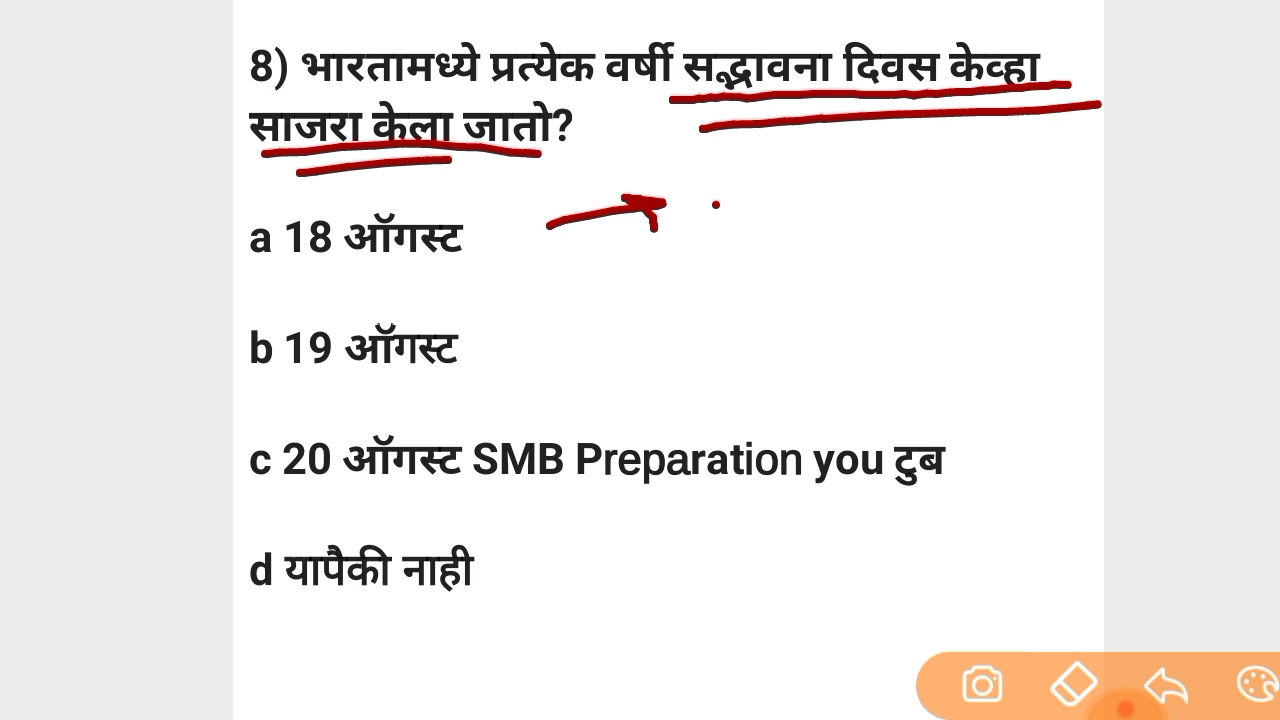 8) भारतामध्ये प्रत्येक वर्षी सद्भावना दिवस केव्हा
साजरा केला जातो?
a 18 ऑगस्ट
b 19 ऑगस्ट
c 20 ऑगस्ट SMB Preparation you टुब
d यापैकी नाही